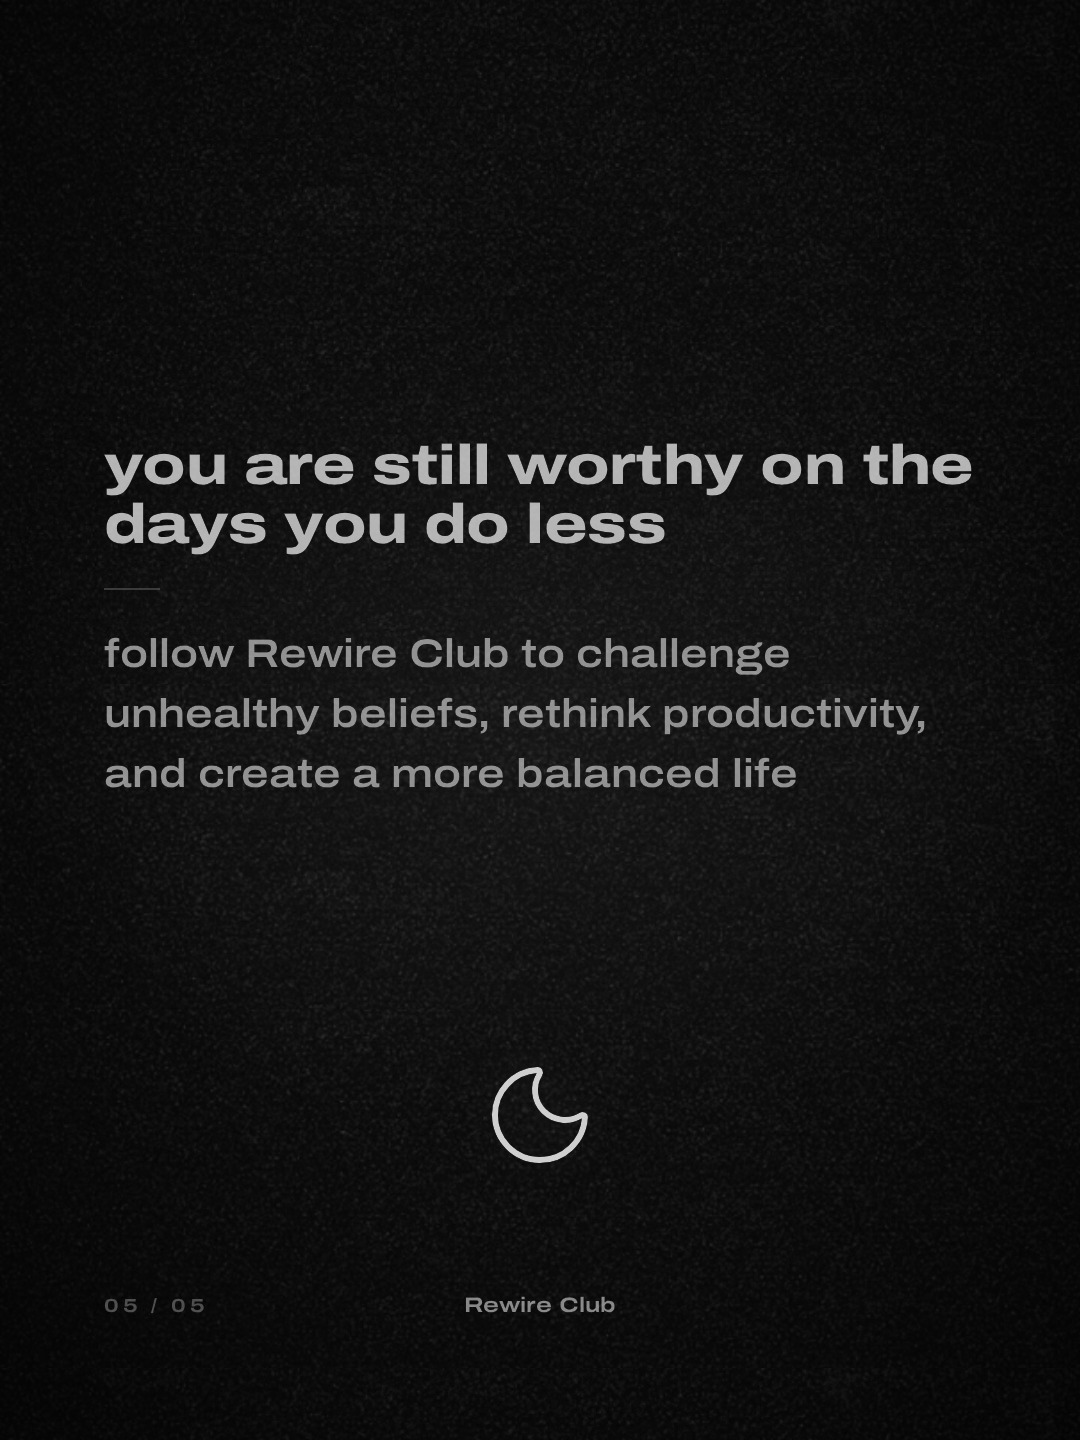 you are still worthy on the
days you do less
follow Rewire Club to challenge
unhealthy beliefs, rethink productivity,
and create a more balanced life
05 / 05
Rewire Club